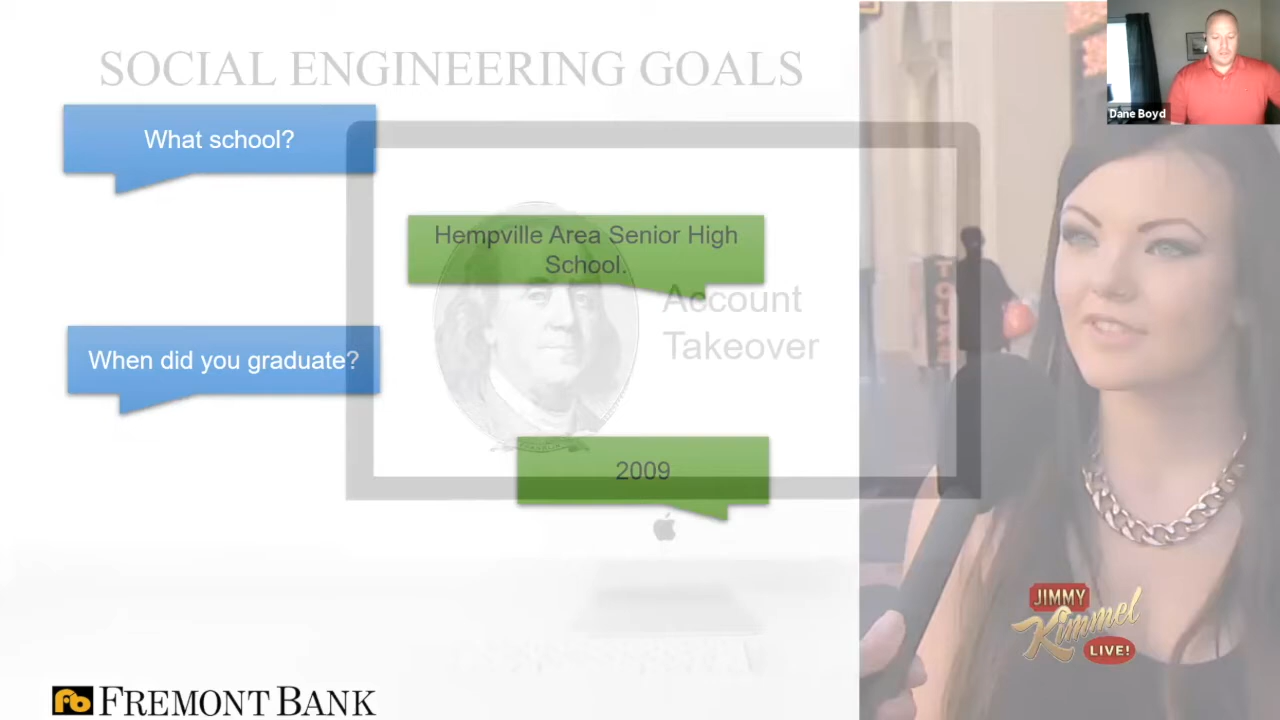 SOCIAL ENGINEERING GOALS
Dane Boyd
What school?
Hempville Area Senior High
School.
Account
Takeover
When did you graduate?
2009
JIMMY
Kimmel
LIVE!
fb FREMONT BANK